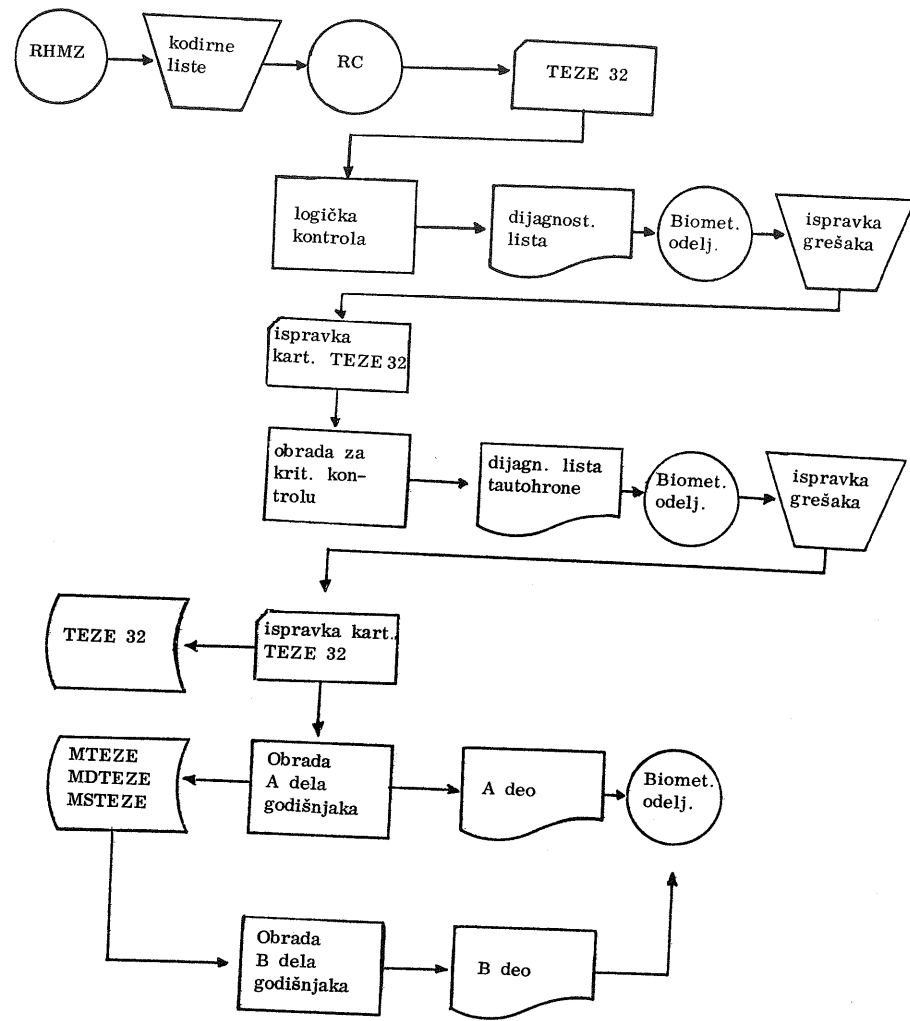 RHMZ
kodirne
liste
RC
TEZE 32
logička
kontrola
dijagnost.
lista
Biomet.
odelj.
ispravka
grešaka
ispravka
kart. TEZE 32
obrada za
krit. kon-
trolu
dijagn. lista
tautohrone
Biomet.
odelj.
ispravka
grešaka
TEZE 32
ispravka kart.
TEZE 32
MTEZE
MDTEZE
MSTEZE
Obrada
A dela
godišnjaka
A deo
Biomet.
odelj.
Obrada
B dela
godišnjaka
B deo